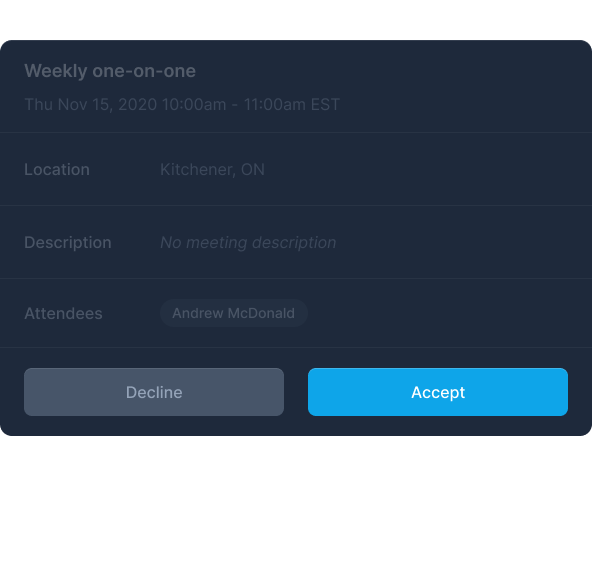 Weekly one-on-one
Thu Nov 15, 2020 10:00am - 11:00am EST
Location Kitchener, ON
Description No meeting description
Attendees Andrew McDonald
Decline Accept